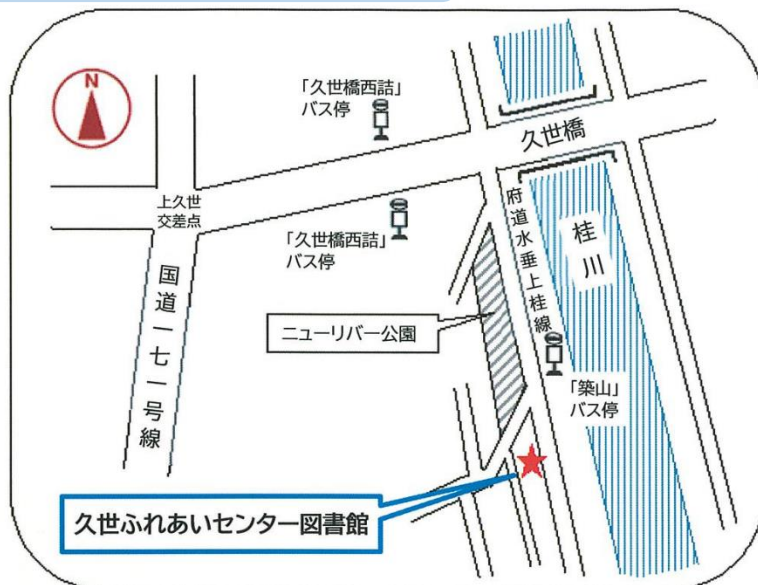 N
「久世橋西詰」
バス停
久世橋
上久世
交差点
「久世橋西詰」
バス停
府道水垂上桂線
桂川
国道一七一号線
ニューリバー公園
「築山」
バス停
久世ふれあいセンター図書館